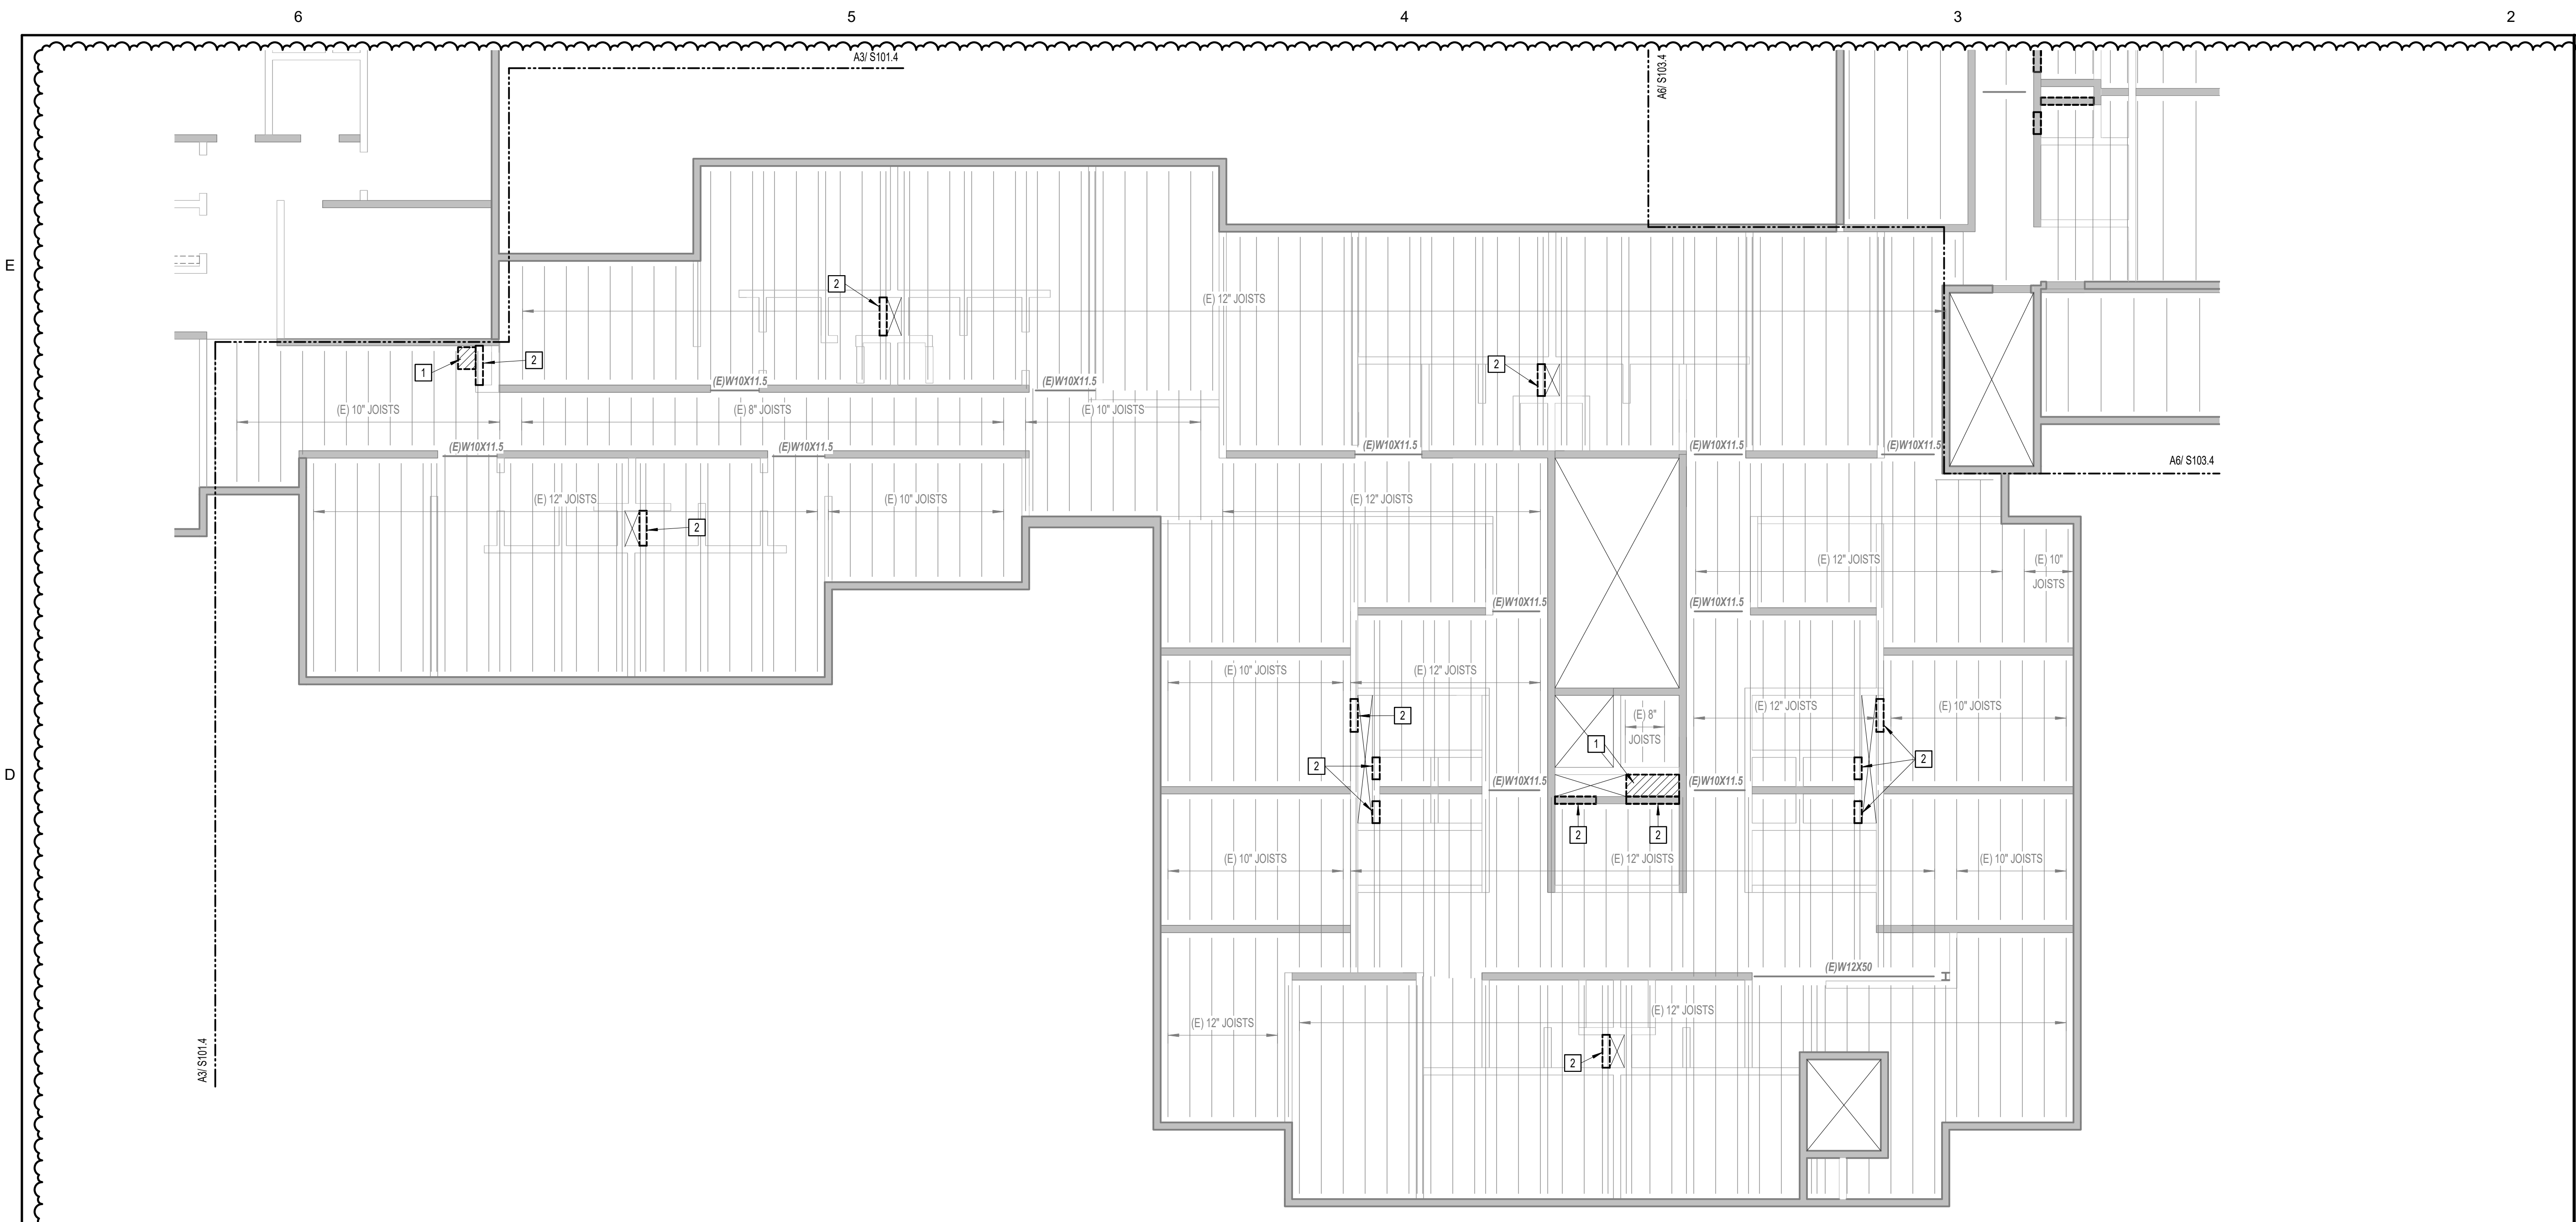 6
5
4
3
2
A3/ S101.4
A6/ S103.4
E
2
(E) 12" JOISTS
2
1
2
(E)W10X11.5
(E)W10X11.5
(E) 10" JOISTS
(E) 8" JOISTS
(E) 10" JOISTS
(E)W10X11.5
(E)W10X11.5
(E)W10X11.5
(E)W10X11.5
(E)W10X11.5
A6/ S103.4
(E) 12" JOISTS
(E) 10" JOISTS
(E) 12" JOISTS
2
(E) 12" JOISTS
(E) 10"
JOISTS
(E)W10X11.5
(E)W10X11.5
(E) 10" JOISTS
(E) 12" JOISTS
(E) 8"
JOISTS
(E) 12" JOISTS
(E) 10" JOISTS
2
1
2
2
D
(E)W10X11.5
(E)W10X11.5
2
2
(E) 10" JOISTS
(E) 12" JOISTS
(E) 10" JOISTS
(E)W12X50
(E) 12" JOISTS
(E) 12" JOISTS
A3/ S101.4
2